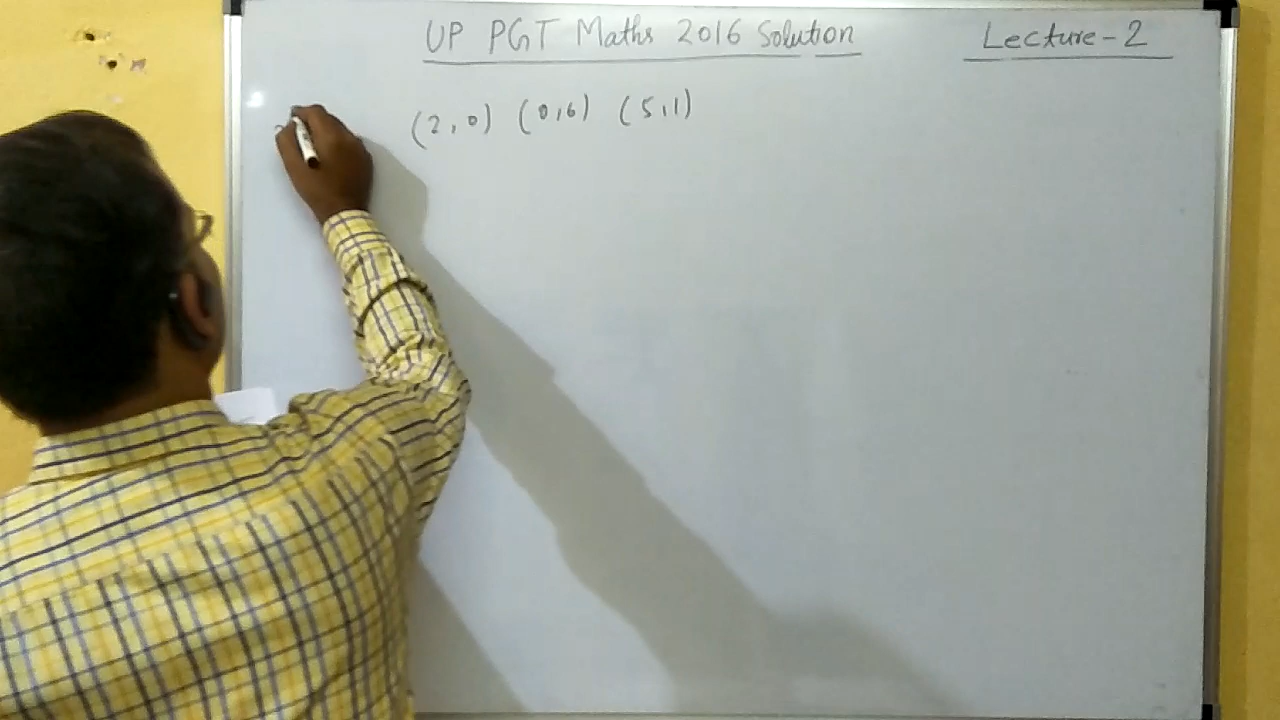 UP PGT Maths 2016 Solution Lecture-2
(2,0) (0,6) (5,1)